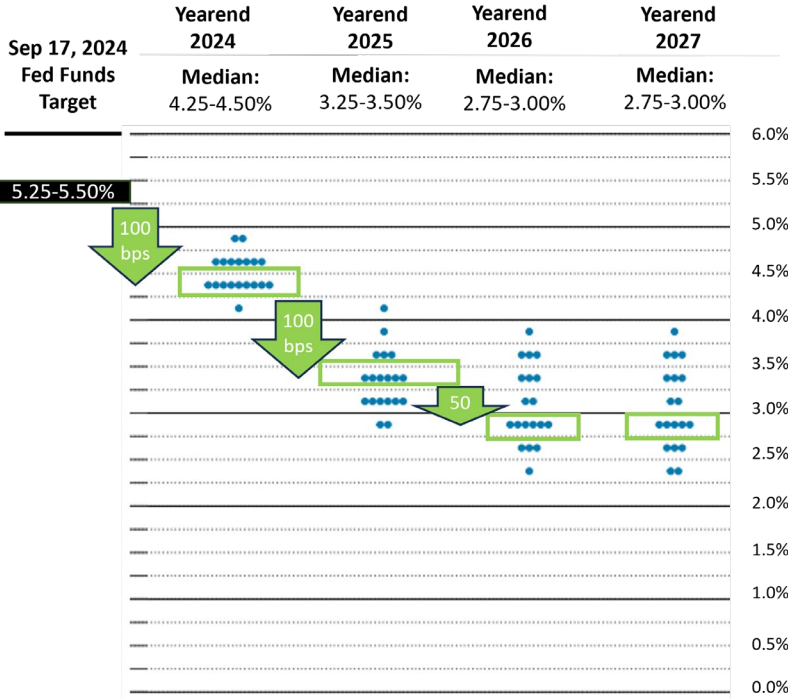 Sep 17, 2024
Fed Funds
Target
Yearend
2024
Median:
4.25-4.50%
Yearend
2025
Median:
3.25-3.50%
Yearend
2026
Median:
2.75-3.00%
Yearend
2027
Median:
2.75-3.00%
5.25-5.50%
100
bps
100
bps
50
6.0%
5.5%
5.0%
4.5%
4.0%
3.5%
3.0%
2.5%
2.0%
1.5%
1.0%
0.5%
0.0%